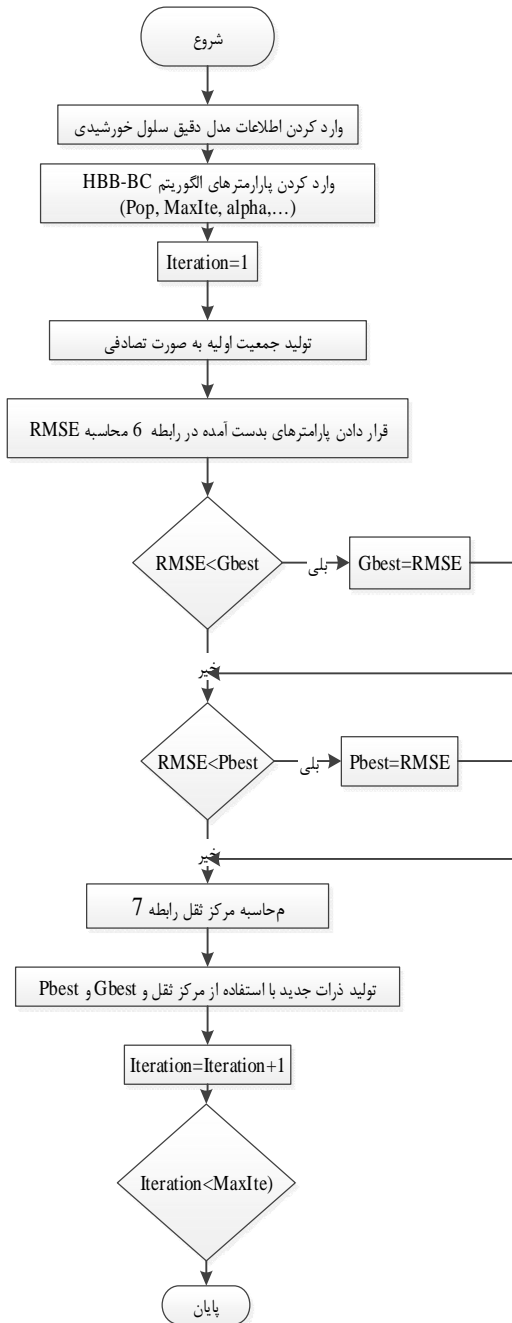 شروع
وارد کردن اطلاعات مدل دقیق سلول خورشیدی
وارد کردن پارارمترهای الگوریتم HBB-BC
(Pop, MaxIte, alpha,…)
Iteration=1
تولید جمعیت اولیه به صورت تصادفی
قرار دادن پارامترهای بدست آمده در رابطه 6 محاسبه RMSE
RMSE<Gbest
بلی
Gbest=RMSE
خیر
RMSE<Pbest
بلی
Pbest=RMSE
خیر
محاسبه مرکز ثقل رابطه 7
تولید ذرات جدید با استفاده از مرکز ثقل و Gbest و Pbest
Iteration=Iteration+1
Iteration<MaxIte)
پایان